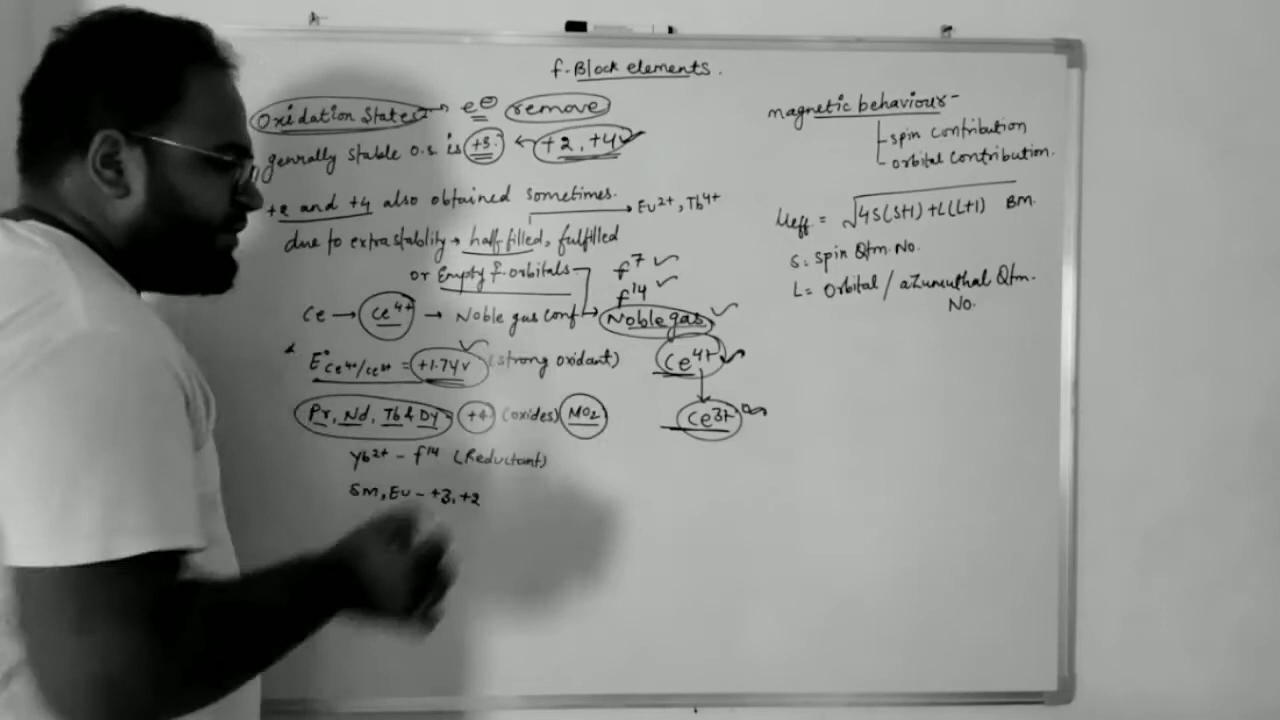 f-Block elements.
Oxidation States → e⊖ remove
genrally stable o.s. is +3. ← +2, +4
+2 and +4 also obtained sometimes.
→ Eu²⁺, Tb⁴⁺
due to extrastablity → half filled, fulfilled
or Empty f-orbitals
f⁷ ✓
f¹⁴ ✓
Ce → Ce⁴⁺ → Noble gas conf → Noble gas ✓
E° Ce⁴⁺/Ce³⁺ = +1.74V (strong oxidant)
Ce⁴⁺
↓
Ce³⁺
Pr, Nd, Tb & Dy - +4 (oxides) MO₂
Yb²⁺ - f¹⁴ (Reductant)
Sm, Eu - +3, +2
magnetic behaviour -
spin contribution
orbital contribution.
μeff = √4S(S+1) + L(L+1) BM.
S = spin Qtm. No.
L = Orbital / azumuthal Qtm.
No.